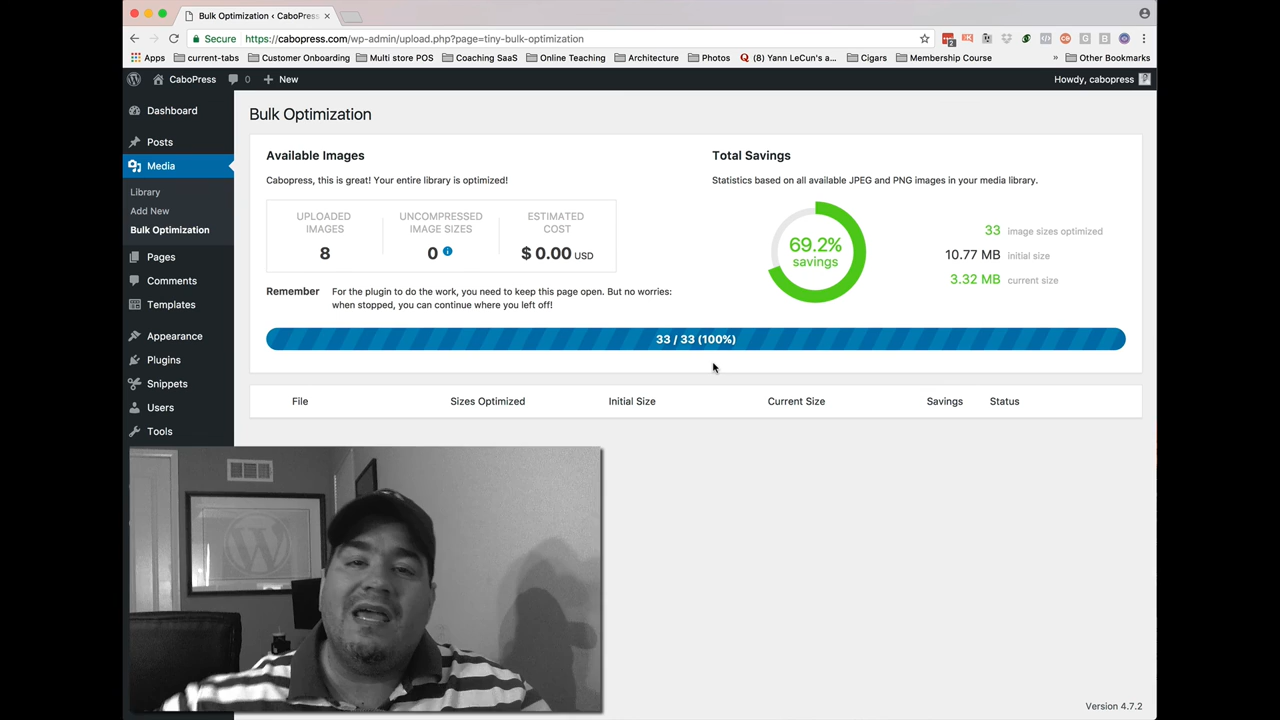 Bulk Optimization ‹ CaboPress
Secure https://cabopress.com/wp-admin/upload.php?page=tiny-bulk-optimization
Apps current-tabs Customer Onboarding Multi store POS Coaching SaaS Online Teaching Architecture Photos (8) Yann LeCun's a... Cigars Membership Course » Other Bookmarks
CaboPress 0 + New Howdy, cabopress
Dashboard
Posts
Media
Library
Add New
Bulk Optimization
Pages
Comments
Templates
Appearance
Plugins
Snippets
Users
Tools
Bulk Optimization
Available Images
Cabopress, this is great! Your entire library is optimized!
UPLOADED IMAGES
8
UNCOMPRESSED IMAGE SIZES
0
ESTIMATED COST
$ 0.00 USD
Remember
For the plugin to do the work, you need to keep this page open. But no worries:
when stopped, you can continue where you left off!
Total Savings
Statistics based on all available JPEG and PNG images in your media library.
69.2%
savings
33 image sizes optimized
10.77 MB initial size
3.32 MB current size
33 / 33 (100%)
File Sizes Optimized Initial Size Current Size Savings Status
Version 4.7.2